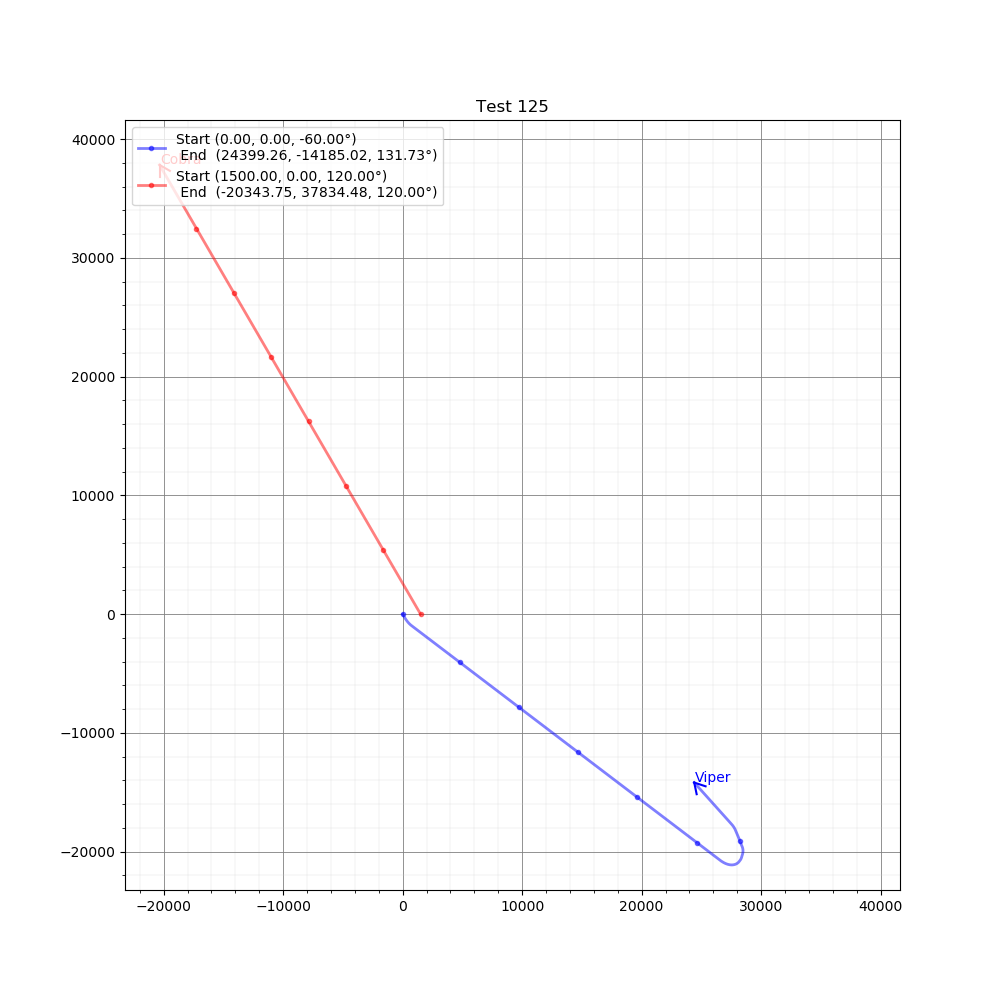 Test 125
Start (0.00, 0.00, -60.00°)
End (24399.26, -14185.02, 131.73°)
Start (1500.00, 0.00, 120.00°)
End (-20343.75, 37834.48, 120.00°)
40000
30000
20000
10000
0
−10000
−20000
Viper
−20000 −10000 0 10000 20000 30000 40000